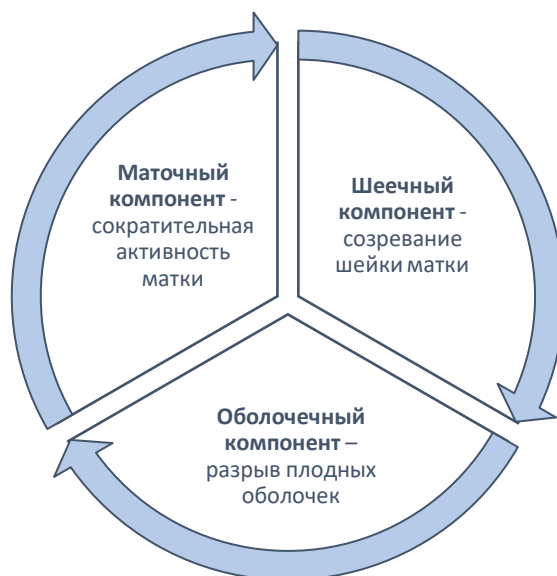 Маточный
компонент -
сократительная
активность
матки
Шеечный
компонент -
созревание
шейки матки
Оболочечный
компонент –
разрыв плодных
оболочек